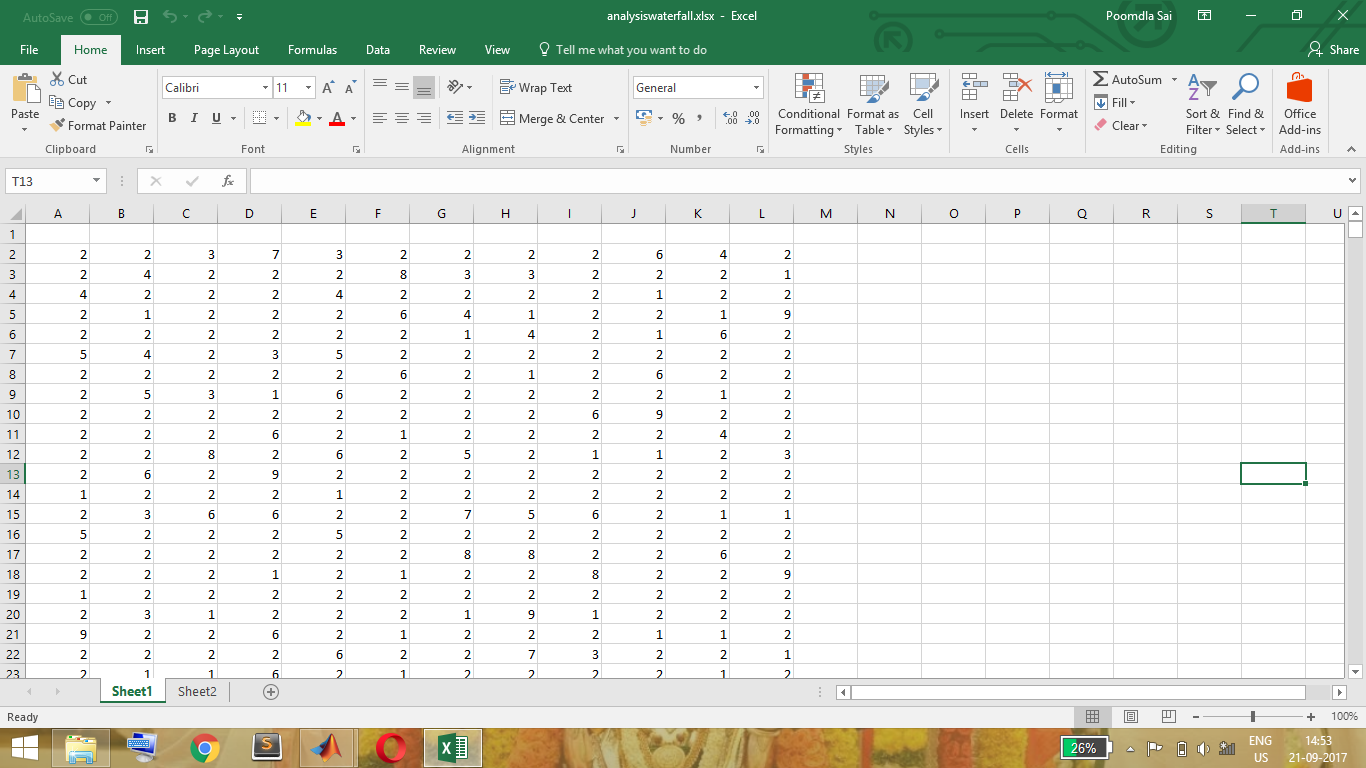 AutoSave Off analysiswaterfall.xlsx - Excel Poomdla Sai
File Home Insert Page Layout Formulas Data Review View Tell me what you want to do Share
Paste Cut Copy Format Painter Clipboard
Calibri 11 A A B I U A Font
Wrap Text Merge & Center Alignment
General % , .00 .0 Number
Conditional Formatting Format as Table Cell Styles Styles
Insert Delete Format Cells
AutoSum Fill Clear Sort & Filter Find & Select Editing
Office Add-ins Add-ins
T13 fx
A B C D E F G H I J K L M N O P Q R S T U
1
2 2 2 3 7 3 2 2 2 2 6 4 2
3 2 4 2 2 2 8 3 3 2 2 2 1
4 4 2 2 2 4 2 2 2 2 1 2 2
5 2 1 2 2 2 6 4 1 2 2 1 9
6 2 2 2 2 2 2 1 4 2 1 6 2
7 5 4 2 3 5 2 2 2 2 2 2 2
8 2 2 2 2 2 6 2 1 2 6 2 2
9 2 5 3 1 6 2 2 2 2 2 1 2
10 2 2 2 2 2 2 2 2 6 9 2 2
11 2 2 2 6 2 1 2 2 2 2 4 2
12 2 2 8 2 6 2 5 2 1 1 2 3
13 2 6 2 9 2 2 2 2 2 2 2 2
14 1 2 2 2 1 2 2 2 2 2 2 2
15 2 3 6 6 2 2 7 5 6 2 1 1
16 5 2 2 2 5 2 2 2 2 2 2 2
17 2 2 2 2 2 2 8 8 2 2 6 2
18 2 2 2 1 2 1 2 2 8 2 2 9
19 1 2 2 2 2 2 2 2 2 2 2 2
20 2 3 1 2 2 2 1 9 1 2 2 2
21 9 2 2 6 2 1 2 2 2 1 1 2
22 2 2 2 2 6 2 2 7 3 2 2 1
23 2 1 1 6 2 1 2 2 2 2 1 2
Sheet1 Sheet2
Ready 100%
26% ENG 14:53
US 21-09-2017